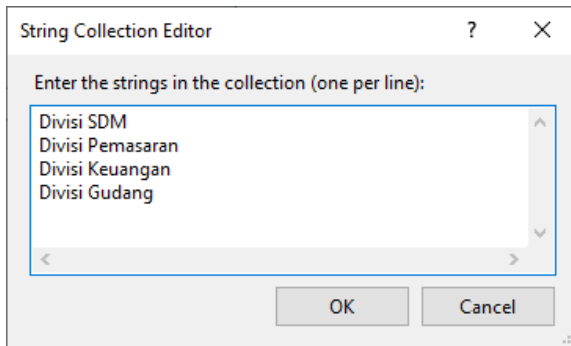 String Collection Editor
?
Enter the strings in the collection (one per line):
Divisi SDM
Divisi Pemasaran
Divisi Keuangan
Divisi Gudang
OK
Cancel